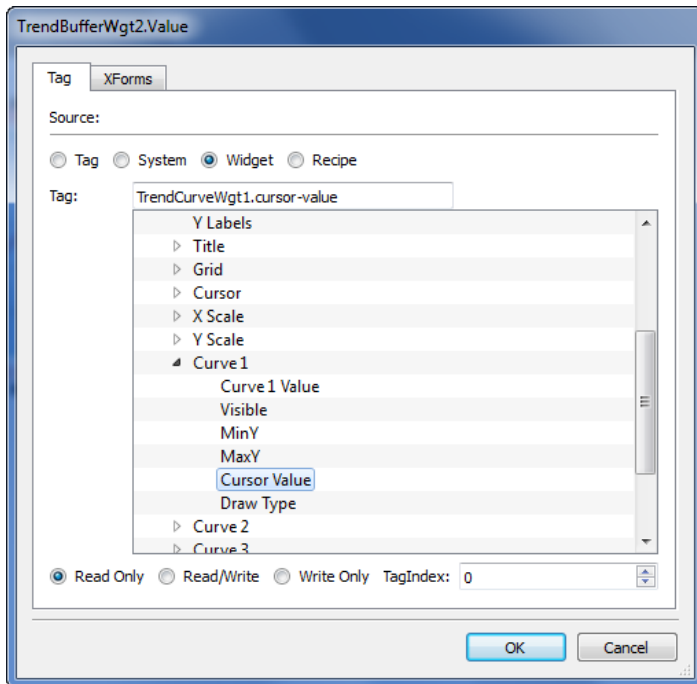 TrendBufferWgt2.Value
Tag XForms
Source:
Tag System Widget Recipe
Tag: TrendCurveWgt1.cursor-value
Y Labels
Title
Grid
Cursor
X Scale
Y Scale
Curve 1
Curve 1 Value
Visible
MinY
MaxY
Cursor Value
Draw Type
Curve 2
Curve 3
Read Only Read/Write Write Only TagIndex: 0
OK Cancel